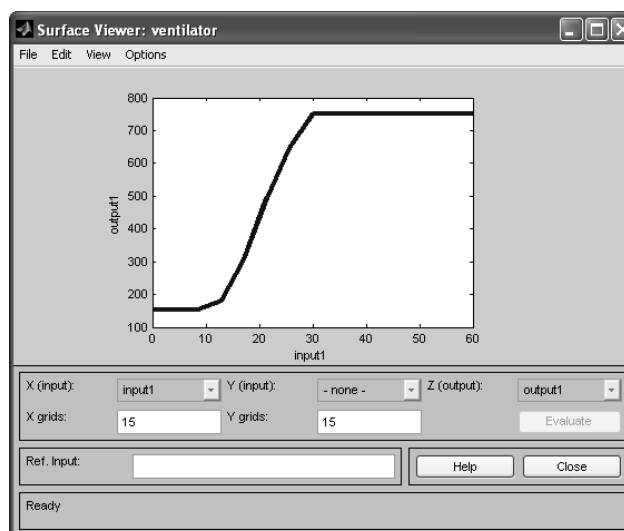 Surface Viewer: ventilator
File Edit View Options
800
700
600
500
400
300
200
100
output1
0 10 20 30 40 50 60
input1
X (input): input1 Y (input): - none - Z (output): output1
X grids: 15 Y grids: 15 Evaluate
Ref. Input: Help Close
Ready